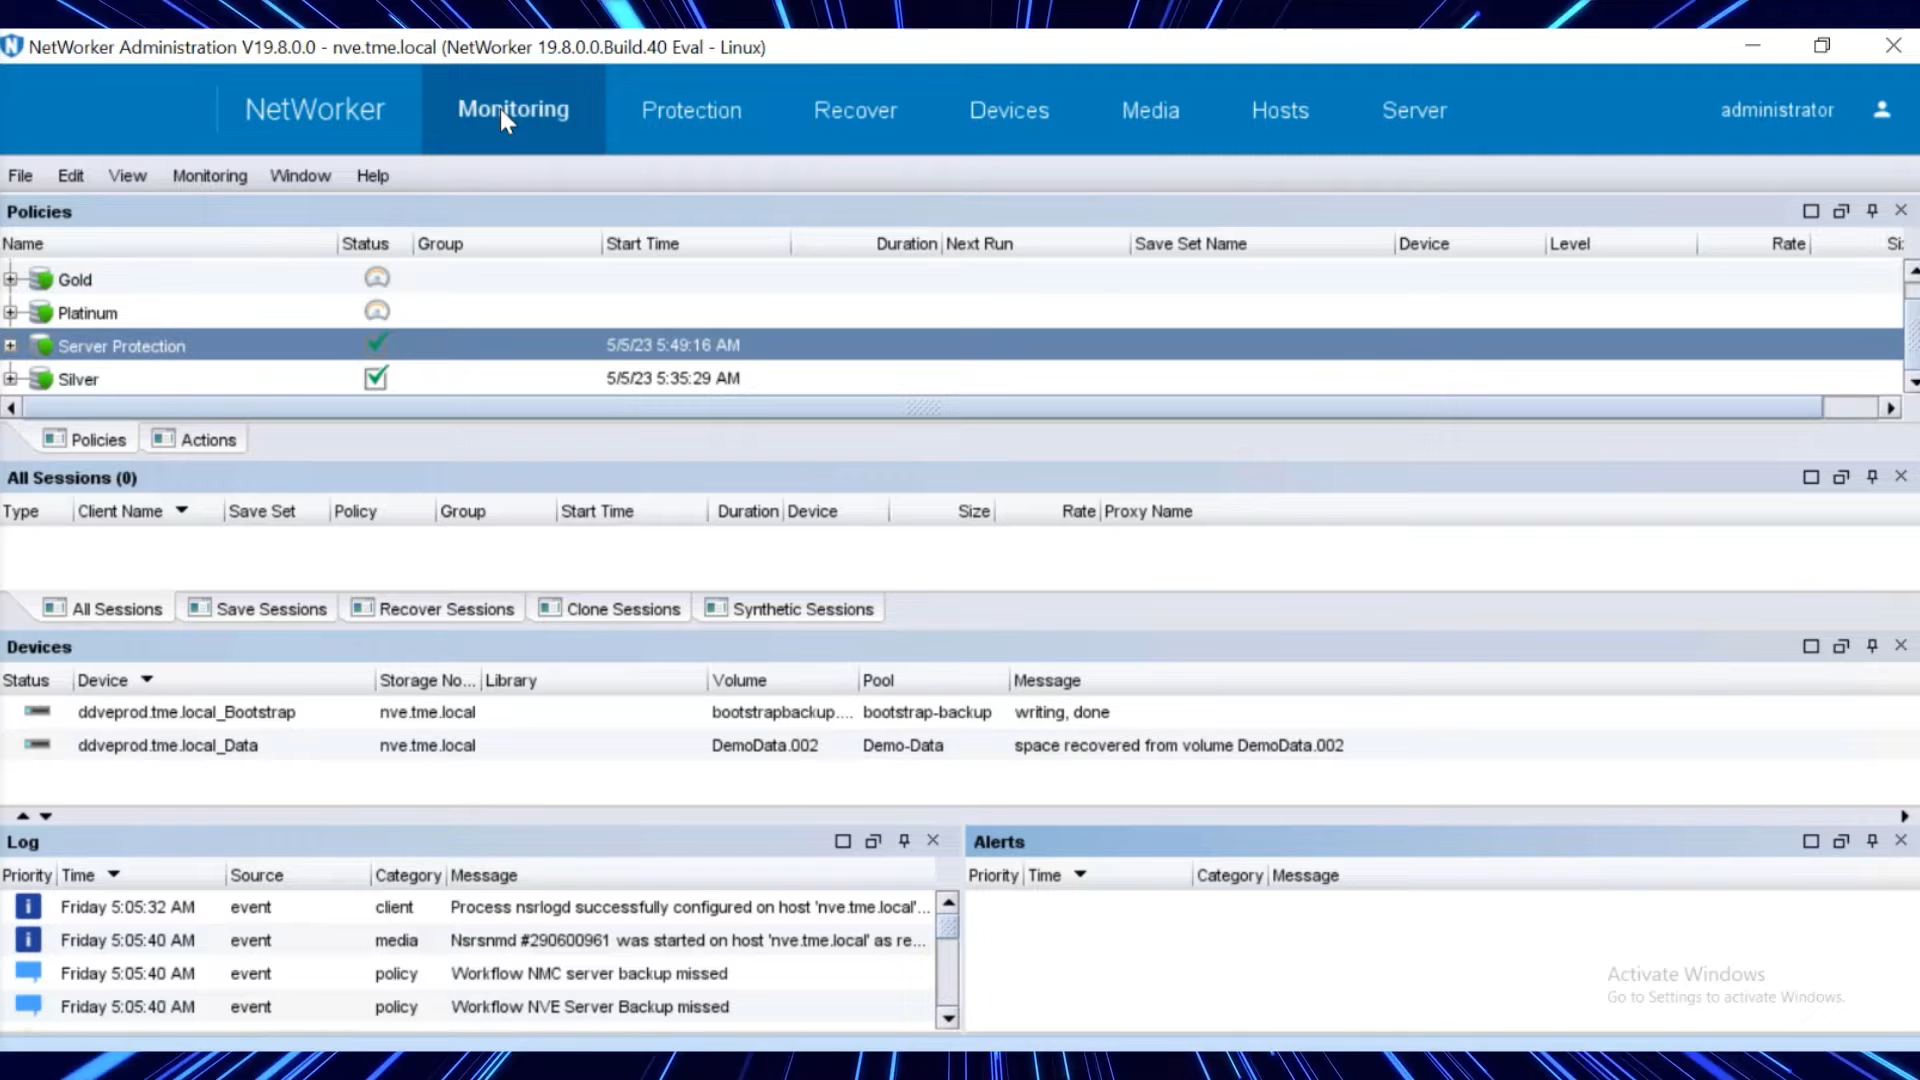 NetWorker Administration V19.8.0.0 - nve.tme.local (NetWorker 19.8.0.0.Build.40 Eval - Linux)
NetWorker Monitoring Protection Recover Devices Media Hosts Server administrator
File Edit View Monitoring Window Help
Policies
Name Status Group Start Time Duration Next Run Save Set Name Device Level Rate Si
Gold
Platinum
Server Protection 5/5/23 5:49:16 AM
Silver 5/5/23 5:35:29 AM
Policies Actions
All Sessions (0)
Type Client Name Save Set Policy Group Start Time Duration Device Size Rate Proxy Name
All Sessions Save Sessions Recover Sessions Clone Sessions Synthetic Sessions
Devices
Status Device Storage No... Library Volume Pool Message
ddveprod.tme.local_Bootstrap nve.tme.local bootstrapbackup.... bootstrap-backup writing, done
ddveprod.tme.local_Data nve.tme.local DemoData.002 Demo-Data space recovered from volume DemoData.002
Log
Priority Time Source Category Message
Friday 5:05:32 AM event client Process nsrlogd successfully configured on host 'nve.tme.local'...
Friday 5:05:40 AM event media Nsrsnmd #290600961 was started on host 'nve.tme.local' as re...
Friday 5:05:40 AM event policy Workflow NMC server backup missed
Friday 5:05:40 AM event policy Workflow NVE Server Backup missed
Alerts
Priority Time Category Message
Activate Windows
Go to Settings to activate Windows.